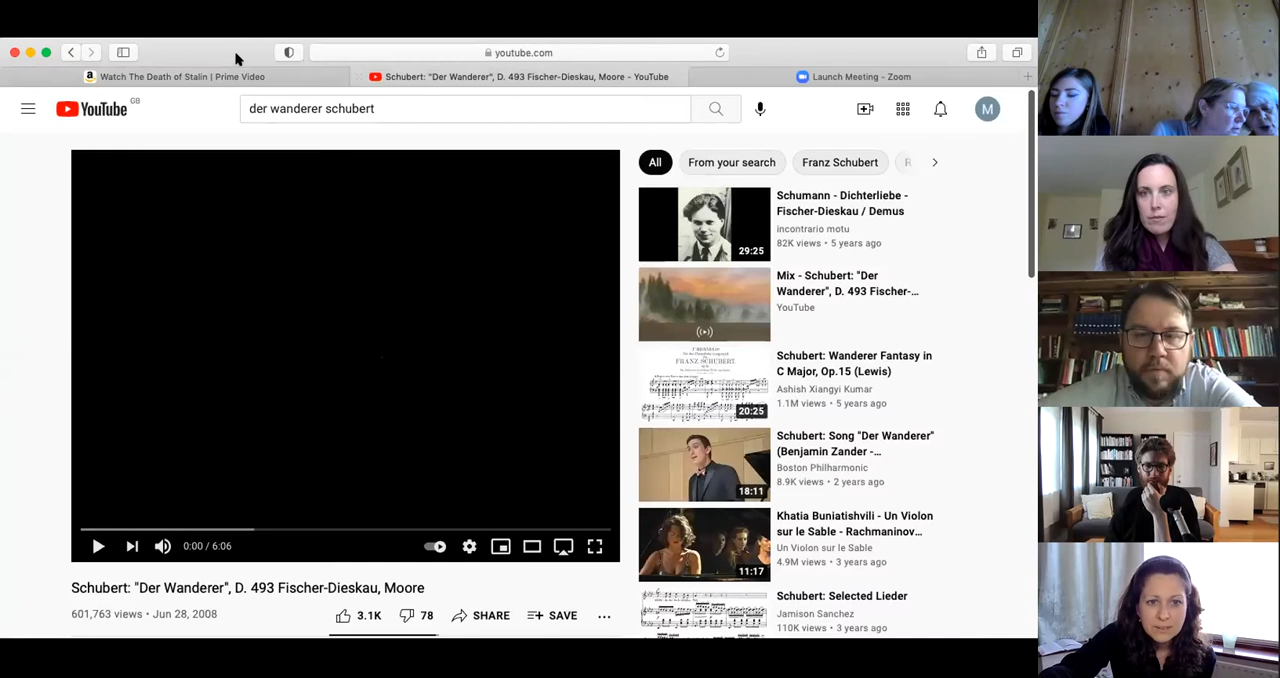 youtube.com
Watch The Death of Stalin | Prime Video
Schubert: "Der Wanderer", D. 493 Fischer-Dieskau, Moore - YouTube
Launch Meeting - Zoom
YouTube GB
der wanderer schubert
M
All
From your search
Franz Schubert
Schumann - Dichterliebe -
Fischer-Dieskau / Demus
incontrario motu
82K views • 5 years ago
29:25
Mix - Schubert: "Der
Wanderer", D. 493 Fischer-...
YouTube
FRANZ SCHUBERT
Schubert: Wanderer Fantasy in
C Major, Op.15 (Lewis)
Ashish Xiangyi Kumar
1.1M views • 5 years ago
20:25
Schubert: Song "Der Wanderer"
(Benjamin Zander -...
Boston Philharmonic
8.9K views • 2 years ago
18:11
Khatia Buniatishvili - Un Violon
sur le Sable - Rachmaninov...
Un Violon sur le Sable
4.9M views • 3 years ago
11:17
Schubert: Selected Lieder
Jamison Sanchez
110K views • 3 years ago
0:00 / 6:06
Schubert: "Der Wanderer", D. 493 Fischer-Dieskau, Moore
601,763 views • Jun 28, 2008
3.1K
78
SHARE
SAVE